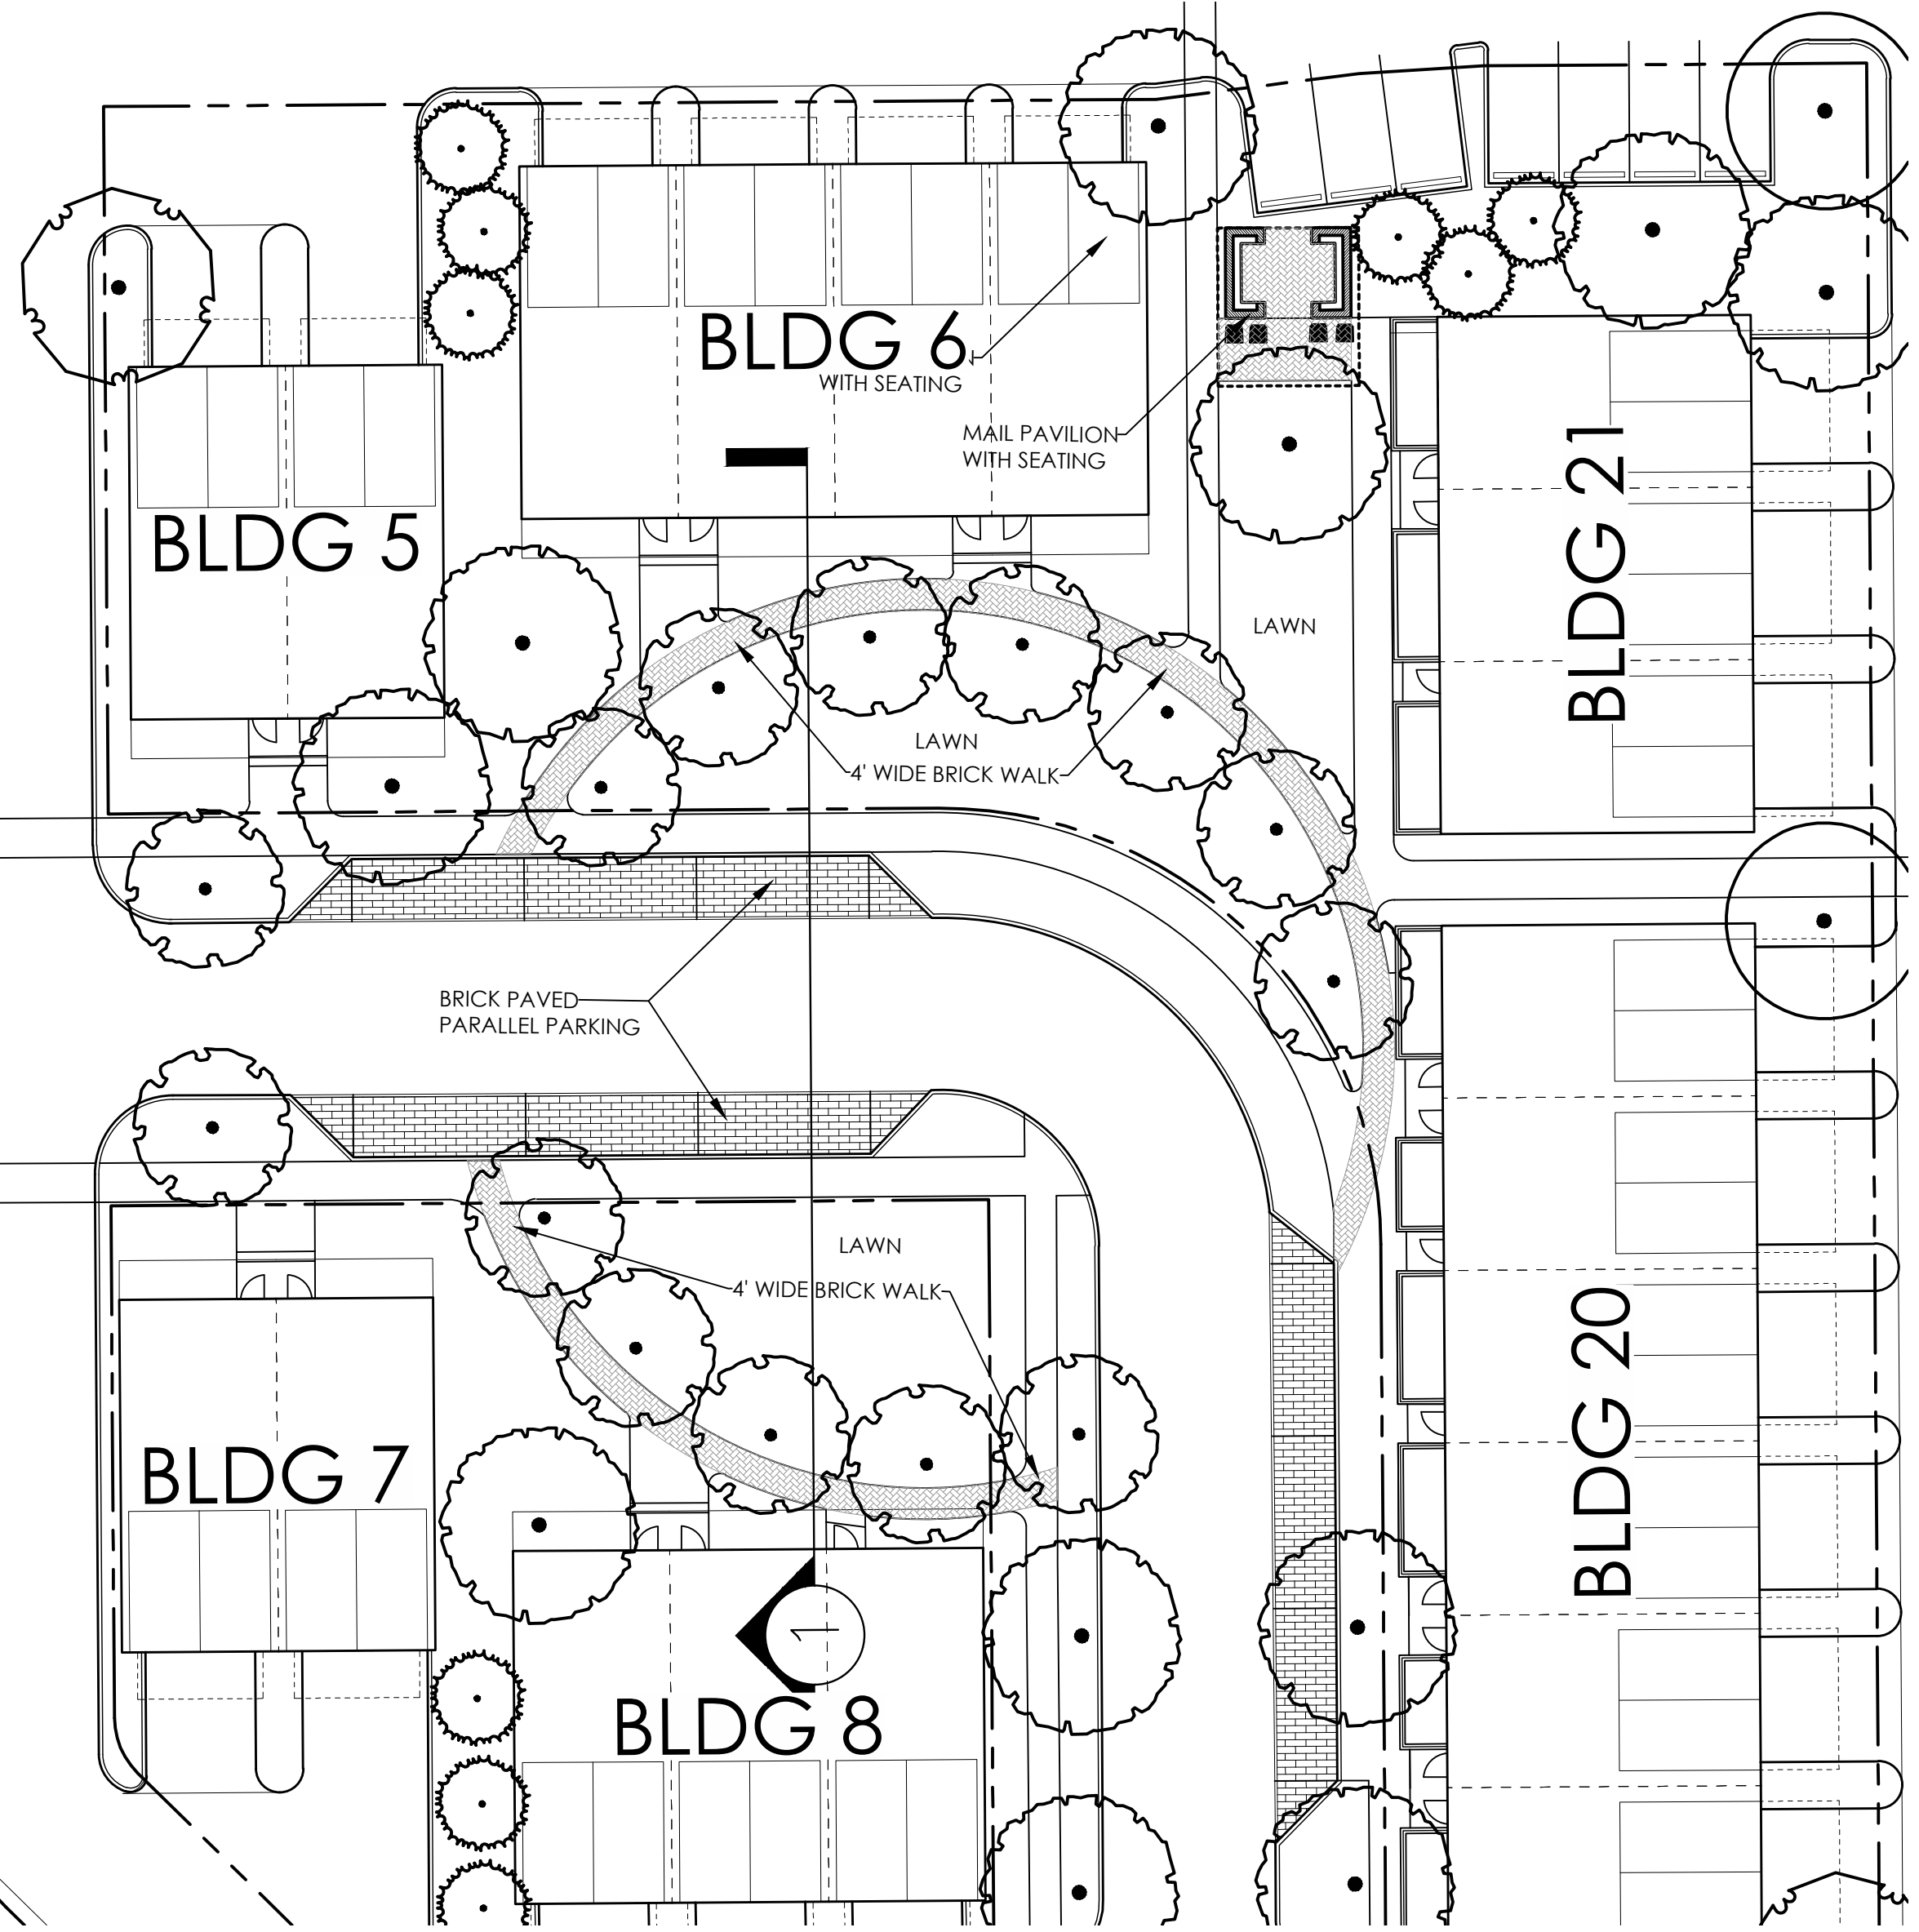 BLDG 6
WITH SEATING
MAIL PAVILION
WITH SEATING
BLDG 5
BLDG 21
LAWN
LAWN
4' WIDE BRICK WALK
BRICK PAVED
PARALLEL PARKING
LAWN
4' WIDE BRICK WALK
BLDG 20
BLDG 7
1
BLDG 8